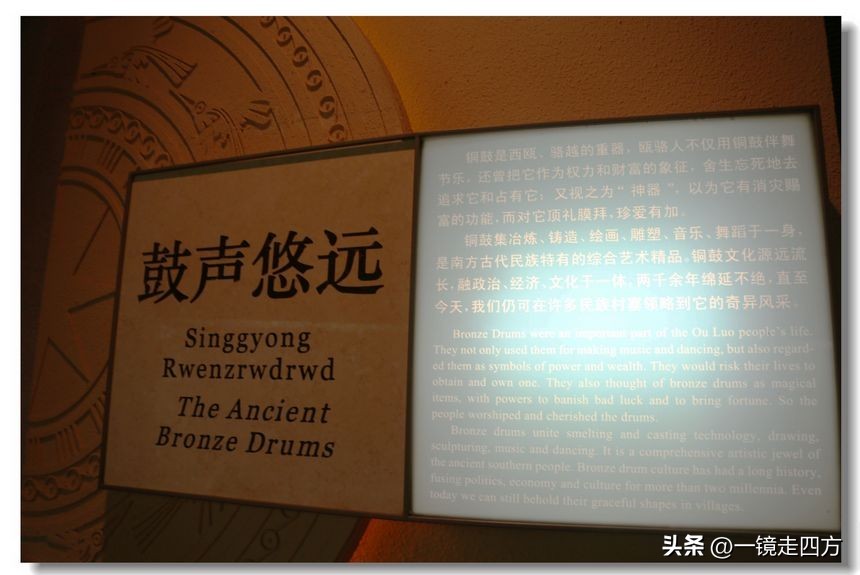 鼓声悠远
Singgyong
Rwenzrwdrwd
The Ancient
Bronze Drums
铜鼓是西瓯、骆越的重器，瓯骆人不仅用铜鼓伴舞
节乐，还曾把它作为权力和财富的象征，舍生忘死地去
追求它和占有它；又视之为“神器”，以为它有消灾赐
富的功能，而对它顶礼膜拜，珍爱有加。
铜鼓集冶炼、铸造、绘画、雕塑、音乐、舞蹈于一身，
是南方古代民族特有的综合艺术精品。铜鼓文化源远流
长，融政治、经济、文化于一体，两千余年绵延不绝，直至
今天，我们仍可在许多民族村寨领略到它的奇异风采。
Bronze Drums were an important part of the Ou Luo people's life.
They not only used them for making music and dancing, but also regard-
ed them as symbols of power and wealth. They would risk their lives to
obtain and own one. They also thought of bronze drums as magical
items, with powers to banish bad luck and to bring fortune. So the
people worshiped and cherished the drums.
Bronze drums unite smelting and casting technology, drawing,
sculpturing, music and dancing. It is a comprehensive artistic jewel of
the ancient southern people. Bronze drum culture has had a long history,
fusing politics, economy and culture for more than two millennia. Even
today we can still behold their graceful shapes in villages.
头条 @一镜走四方